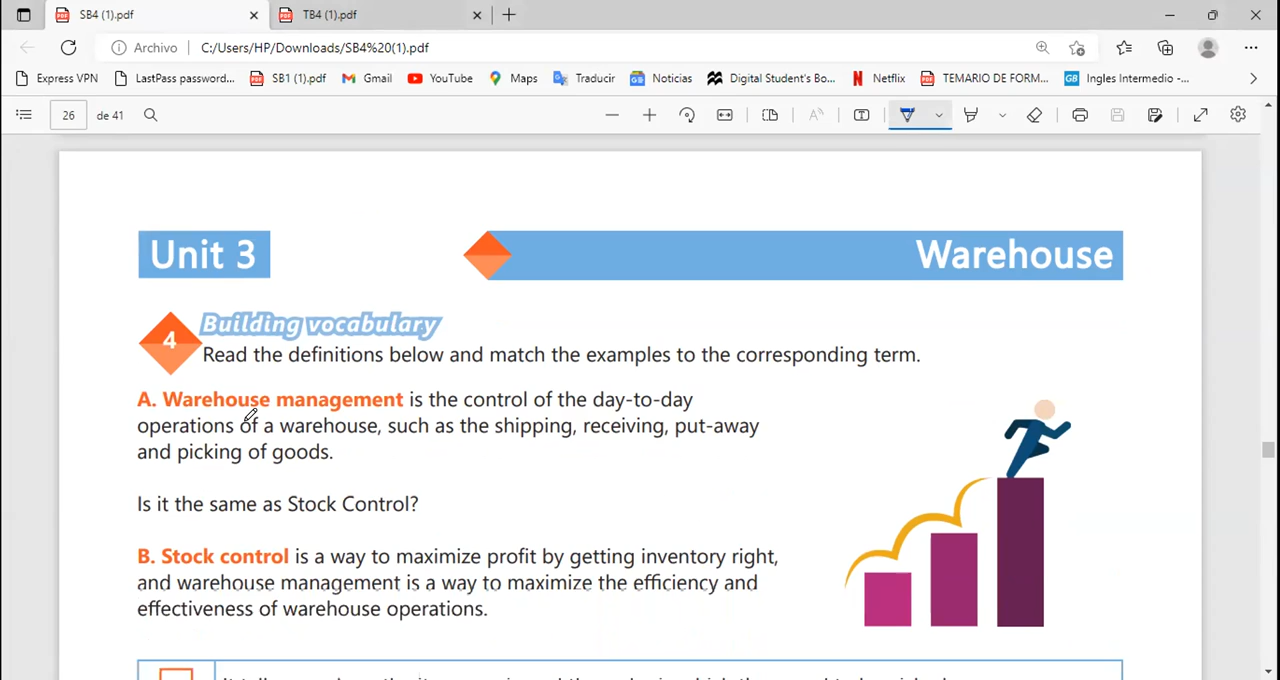 SB4 (1).pdf
TB4 (1).pdf
Archivo
C:/Users/HP/Downloads/SB4%20(1).pdf
Express VPN
LastPass password...
SB1 (1).pdf
Gmail
YouTube
Maps
Traducir
Noticias
Digital Student's Bo...
Netflix
TEMARIO DE FORM...
Ingles Intermedio -...
26
de 41
Unit 3
Warehouse
4
Building vocabulary
Read the definitions below and match the examples to the corresponding term.
A. Warehouse management is the control of the day-to-day
operations of a warehouse, such as the shipping, receiving, put-away
and picking of goods.
Is it the same as Stock Control?
B. Stock control is a way to maximize profit by getting inventory right,
and warehouse management is a way to maximize the efficiency and
effectiveness of warehouse operations.